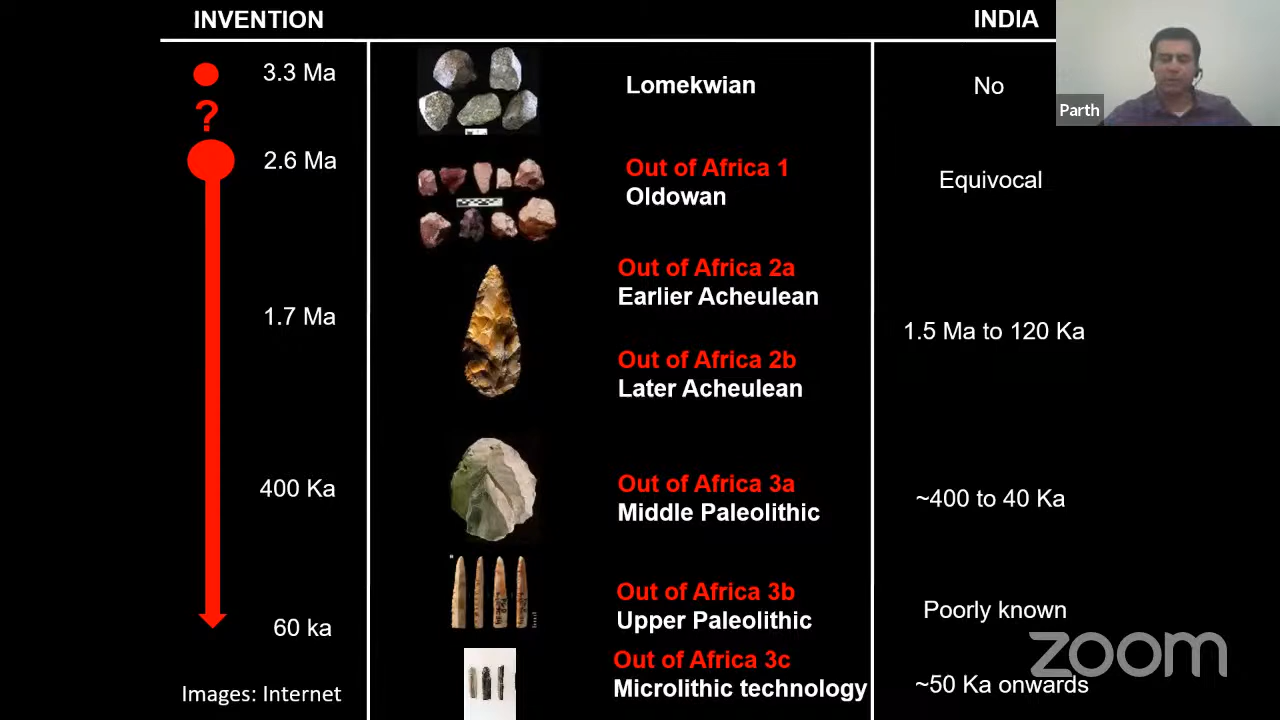 INVENTION
INDIA
3.3 Ma
Lomekwian
No
Parth
?
2.6 Ma
Out of Africa 1
Oldowan
Equivocal
Out of Africa 2a
Earlier Acheulean
1.7 Ma
1.5 Ma to 120 Ka
Out of Africa 2b
Later Acheulean
400 Ka
Out of Africa 3a
Middle Paleolithic
~400 to 40 Ka
60 ka
Out of Africa 3b
Upper Paleolithic
Poorly known
zoom
Out of Africa 3c
Microlithic technology
~50 Ka onwards
Images: Internet